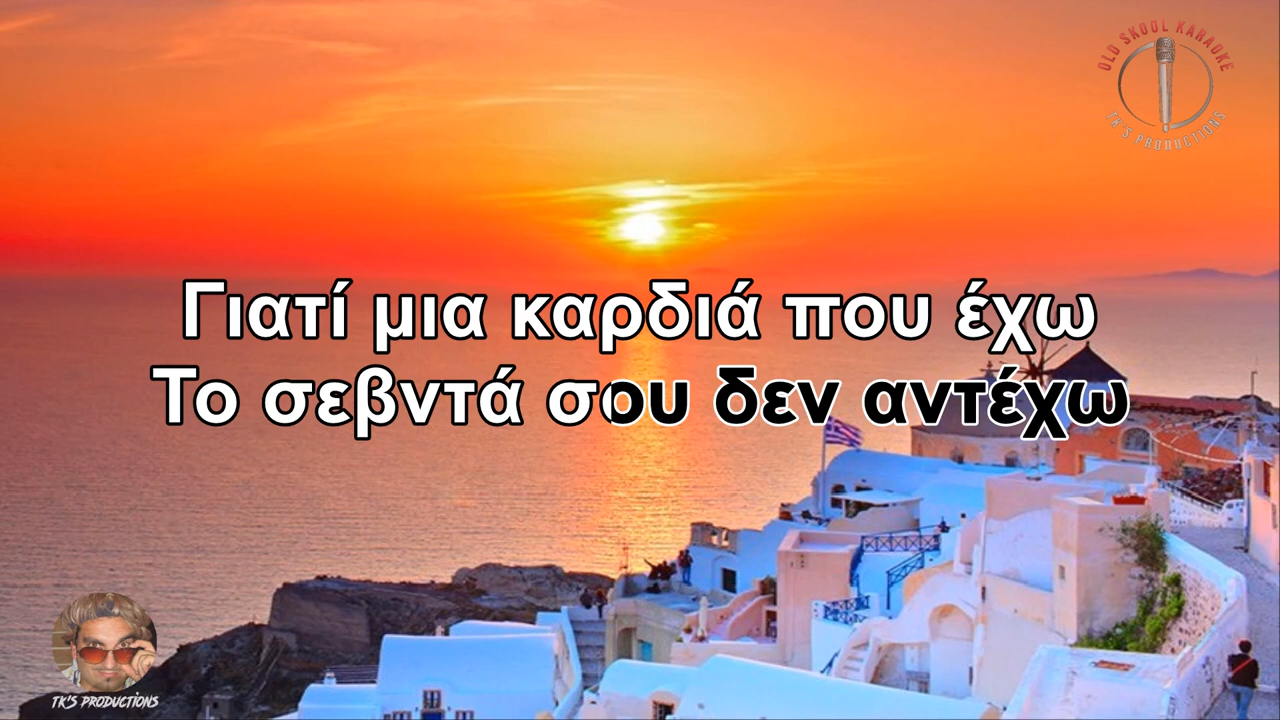 OLD SKOOL KARAOKE
TK'S PRODUCTIONS
Γιατί μια καρδιά που έχω
Το σεβντά σου δεν αντέχω
TK'S PRODUCTIONS